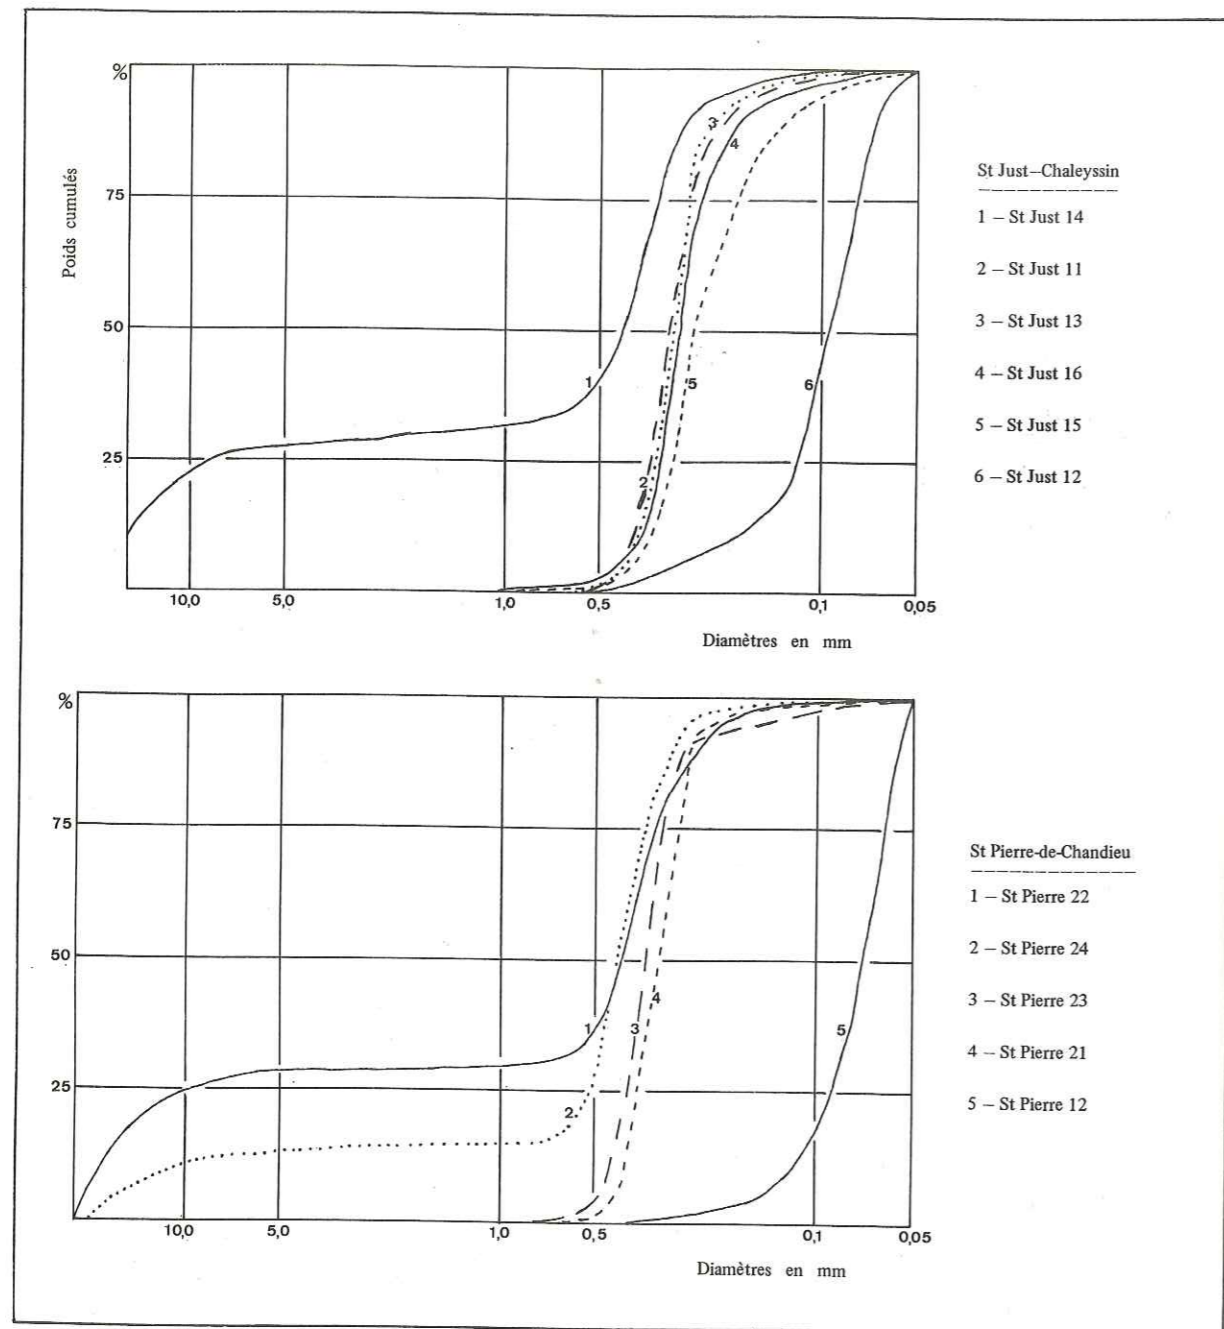 %
Poids cumulés
75
50
25
1
2
3
4
5
6
10,0
5,0
1,0
0,5
0,1
0,05
Diamètres en mm
St Just–Chaleyssin
1 – St Just 14
2 – St Just 11
3 – St Just 13
4 – St Just 16
5 – St Just 15
6 – St Just 12
%
75
50
25
1
2
3
4
5
10,0
5,0
1,0
0,5
0,1
0,05
Diamètres en mm
St Pierre-de-Chandieu
1 – St Pierre 22
2 – St Pierre 24
3 – St Pierre 23
4 – St Pierre 21
5 – St Pierre 12